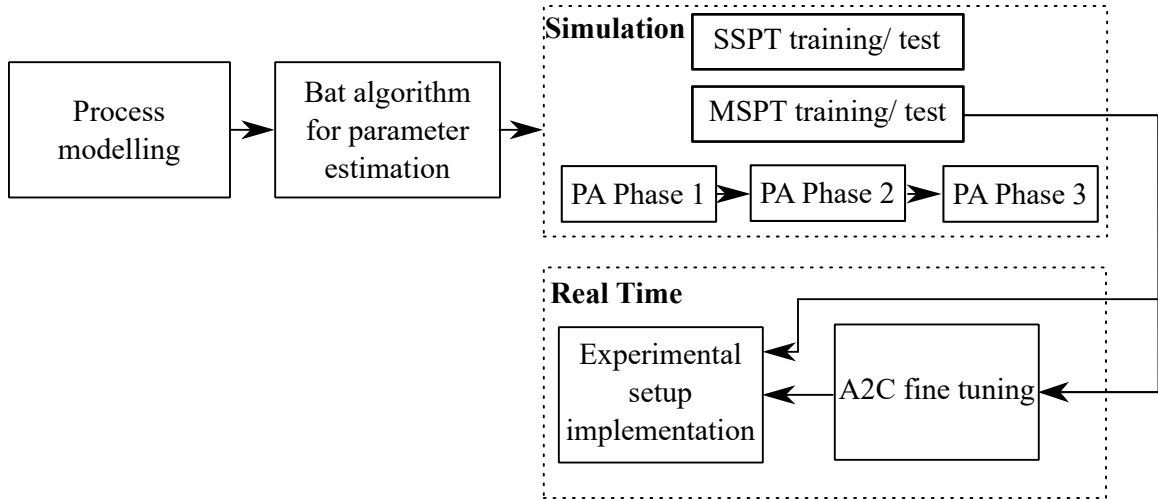 Process
modelling
Bat algorithm
for parameter
estimation
Simulation
SSPT training/ test
MSPT training/ test
PA Phase 1
PA Phase 2
PA Phase 3
Real Time
Experimental
setup
implementation
A2C fine tuning